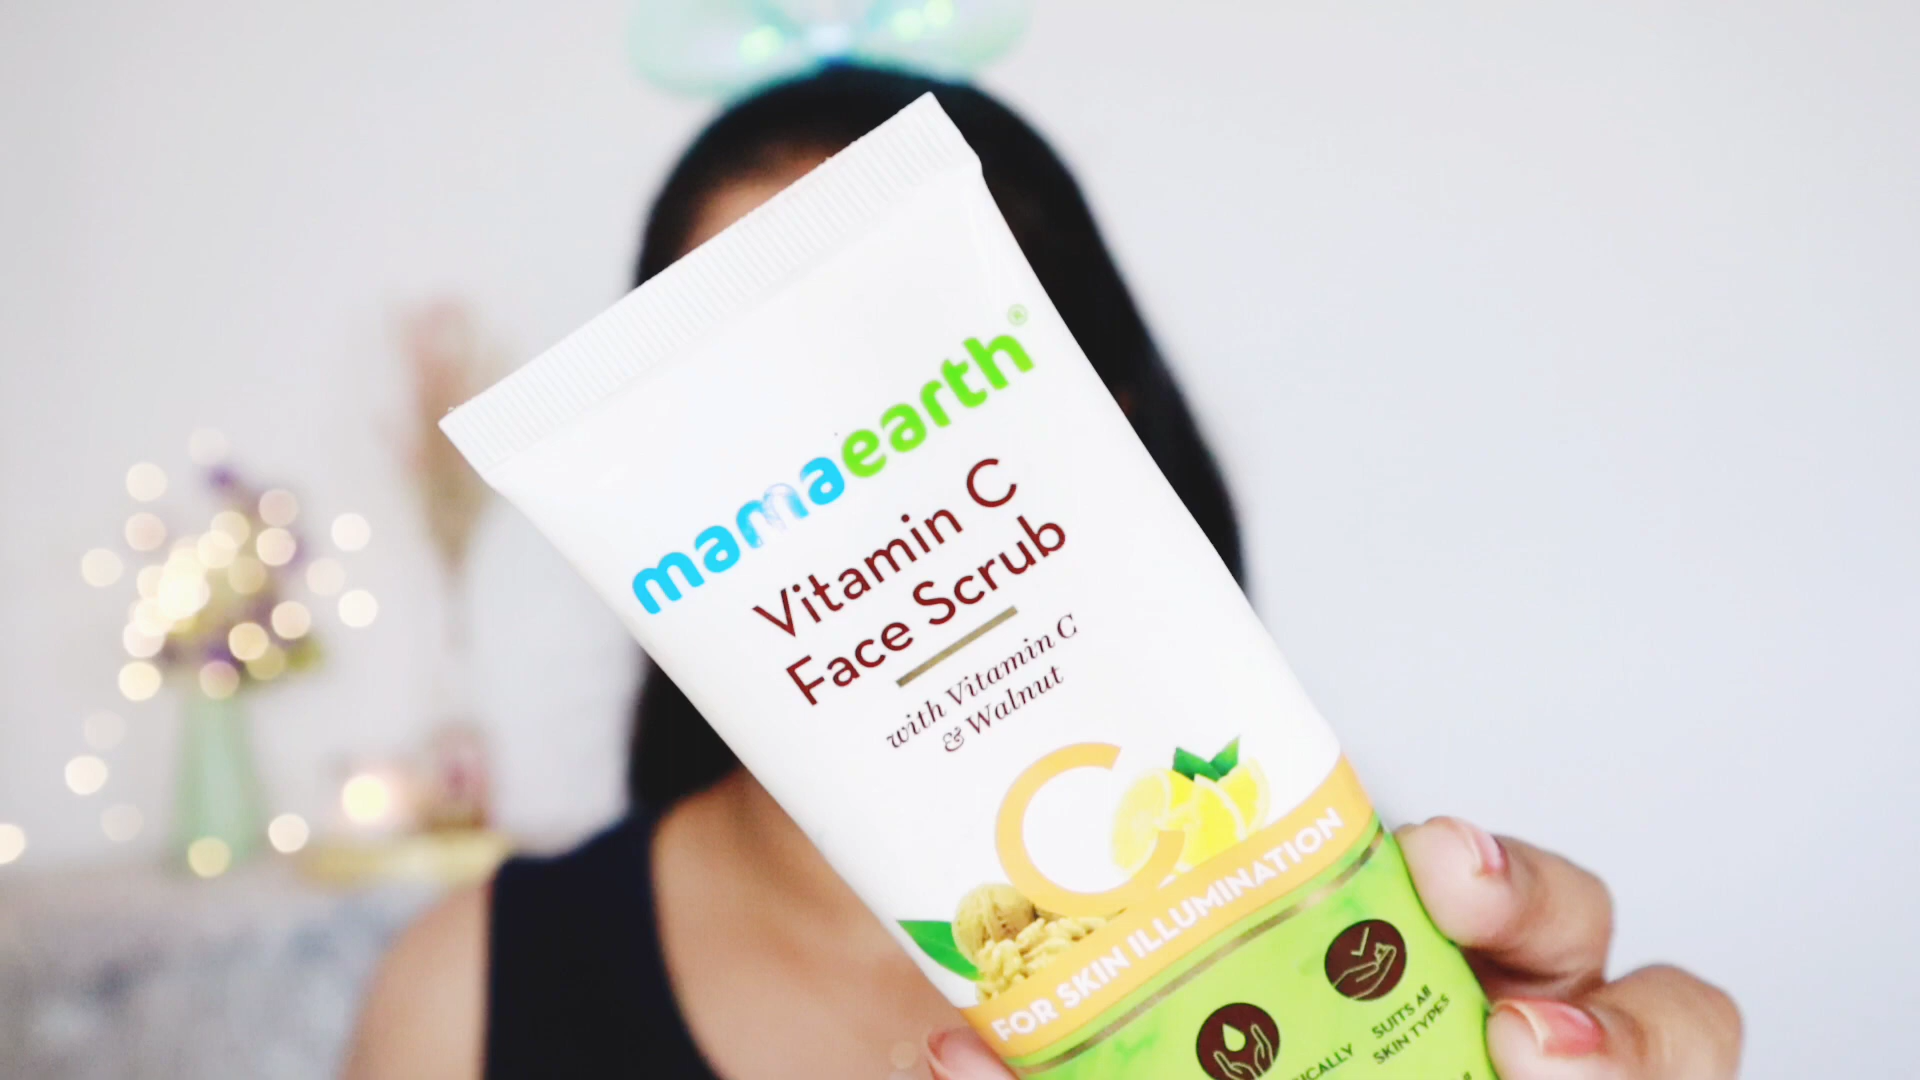 mamaearth®
Vitamin C
Face Scrub
with Vitamin C
& Walnut
C
FOR SKIN ILLUMINATION
SUITS All
SKIN TYPES